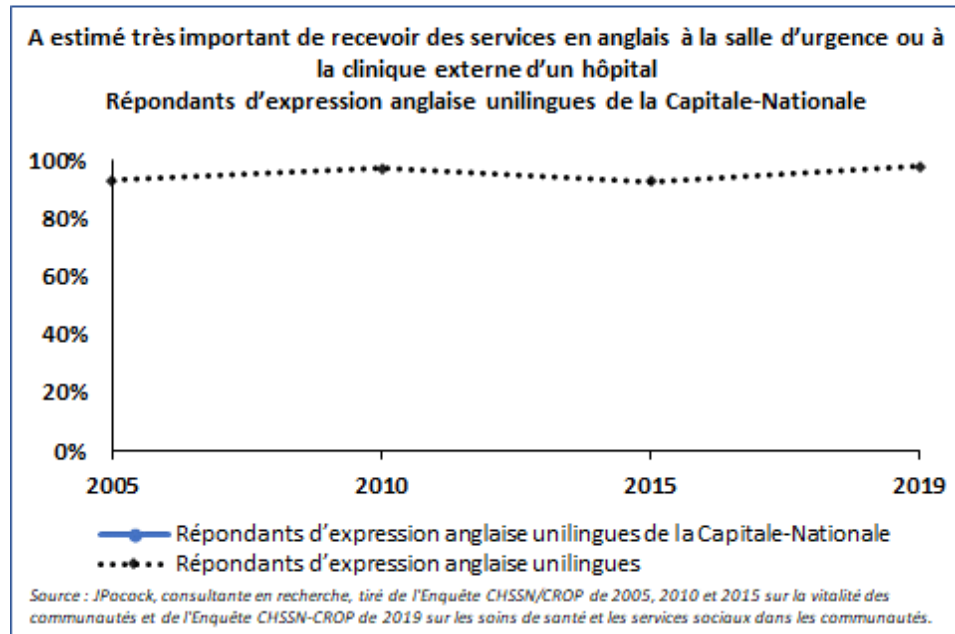 A estimé très important de recevoir des services en anglais à la salle d'urgence ou à
la clinique externe d'un hôpital
Répondants d'expression anglaise unilingues de la Capitale-Nationale
100%
80%
60%
40%
20%
0%
2005 2010 2015 2019
Répondants d'expression anglaise unilingues de la Capitale-Nationale
Répondants d'expression anglaise unilingues
Source : JPocock, consultante en recherche, tiré de l'Enquête CHSSN/CROP de 2005, 2010 et 2015 sur la vitalité des
communautés et de l'Enquête CHSSN-CROP de 2019 sur les soins de santé et les services sociaux dans les communautés.